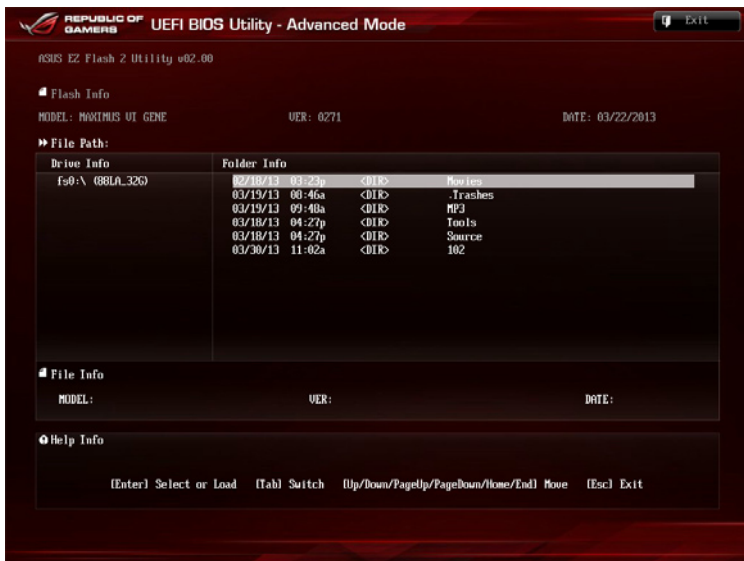 REPUBLIC OF GAMERS UEFI BIOS Utility - Advanced Mode Exit
ASUS EZ Flash 2 Utility v02.00
Flash Info
MODEL: MAXIMUS VI GENE VER: 0271 DATE: 03/22/2013
File Path:
Drive Info Folder Info
fs0:\ (88LA_32G) 02/18/13 03:23p <DIR> Movies
03/19/13 08:46a <DIR> .Trashes
03/19/13 09:48a <DIR> MP3
03/18/13 04:27p <DIR> Tools
03/18/13 04:27p <DIR> Source
03/30/13 11:02a <DIR> 102
File Info
MODEL: VER: DATE:
Help Info
[Enter] Select or Load [Tab] Switch [Up/Down/PageUp/PageDown/Home/End] Move [Esc] Exit